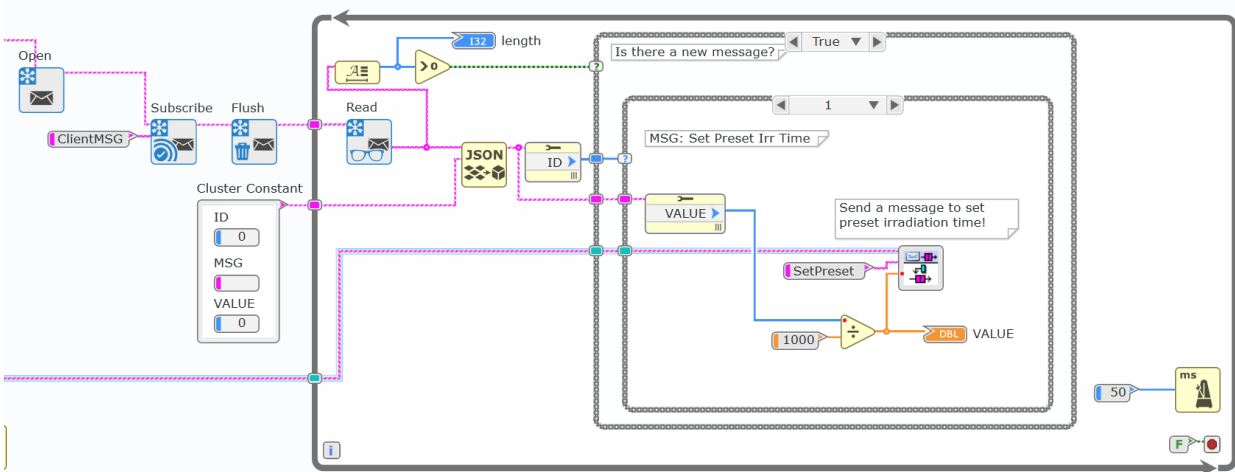 Open
ClientMSG
Subscribe
Flush
Cluster Constant
ID
0
MSG
VALUE
0
I32
length
>0
Read
JSON
ID
Is there a new message?
True
1
MSG: Set Preset Irr Time
VALUE
Send a message to set
preset irradiation time!
SetPreset
1000
÷
DBL
VALUE
50
ms
F
i